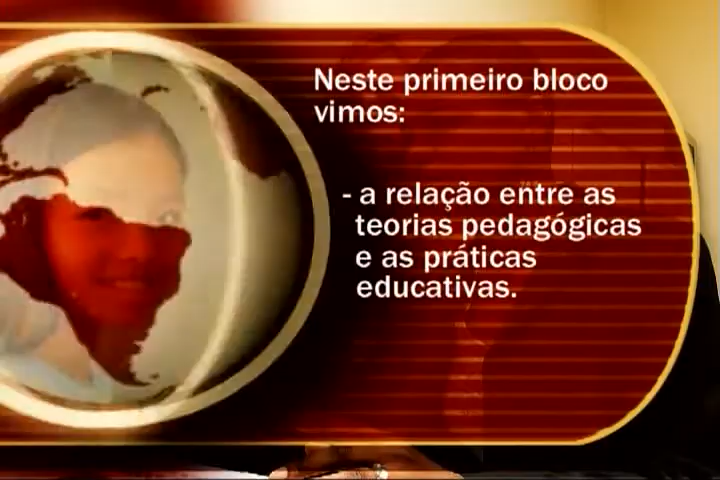 Neste primeiro bloco
vimos:
- a relação entre as
teorias pedagógicas
e as práticas
educativas.